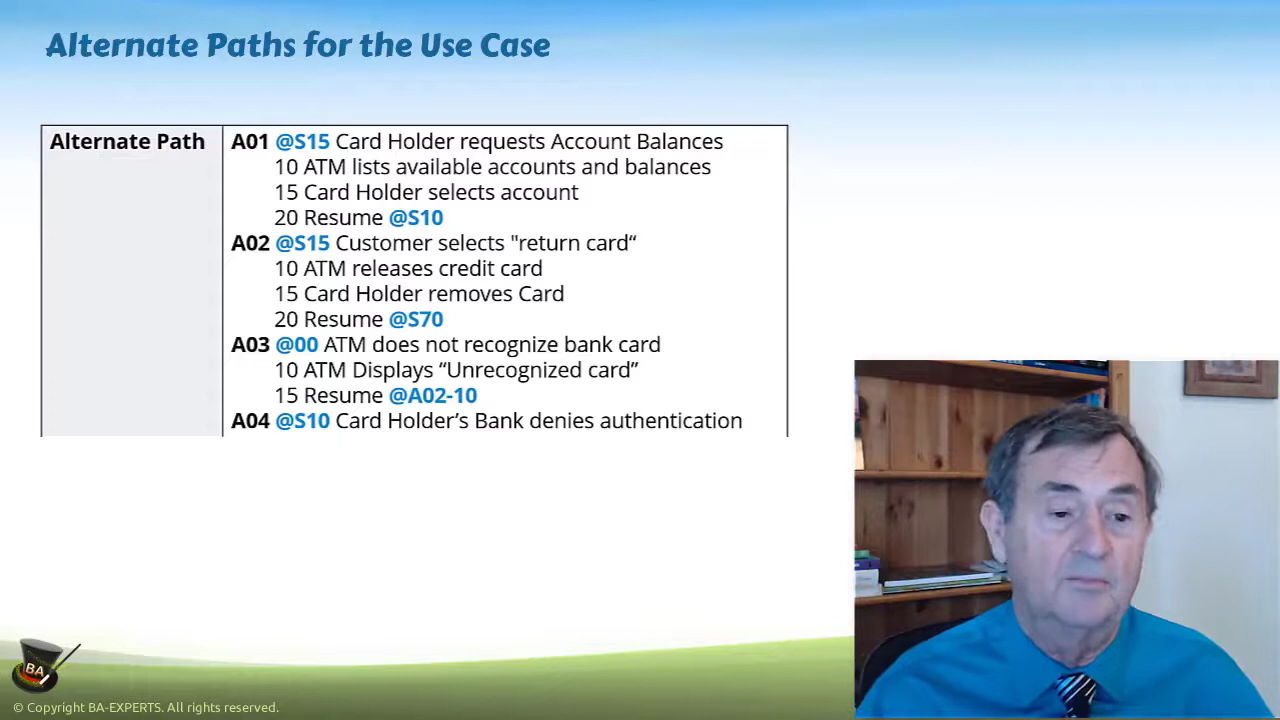 Alternate Paths for the Use Case
Alternate Path
A01 @S15 Card Holder requests Account Balances
10 ATM lists available accounts and balances
15 Card Holder selects account
20 Resume @S10
A02 @S15 Customer selects "return card“
10 ATM releases credit card
15 Card Holder removes Card
20 Resume @S70
A03 @00 ATM does not recognize bank card
10 ATM Displays “Unrecognized card”
15 Resume @A02-10
A04 @S10 Card Holder’s Bank denies authentication
BA
© Copyright BA-EXPERTS. All rights reserved.